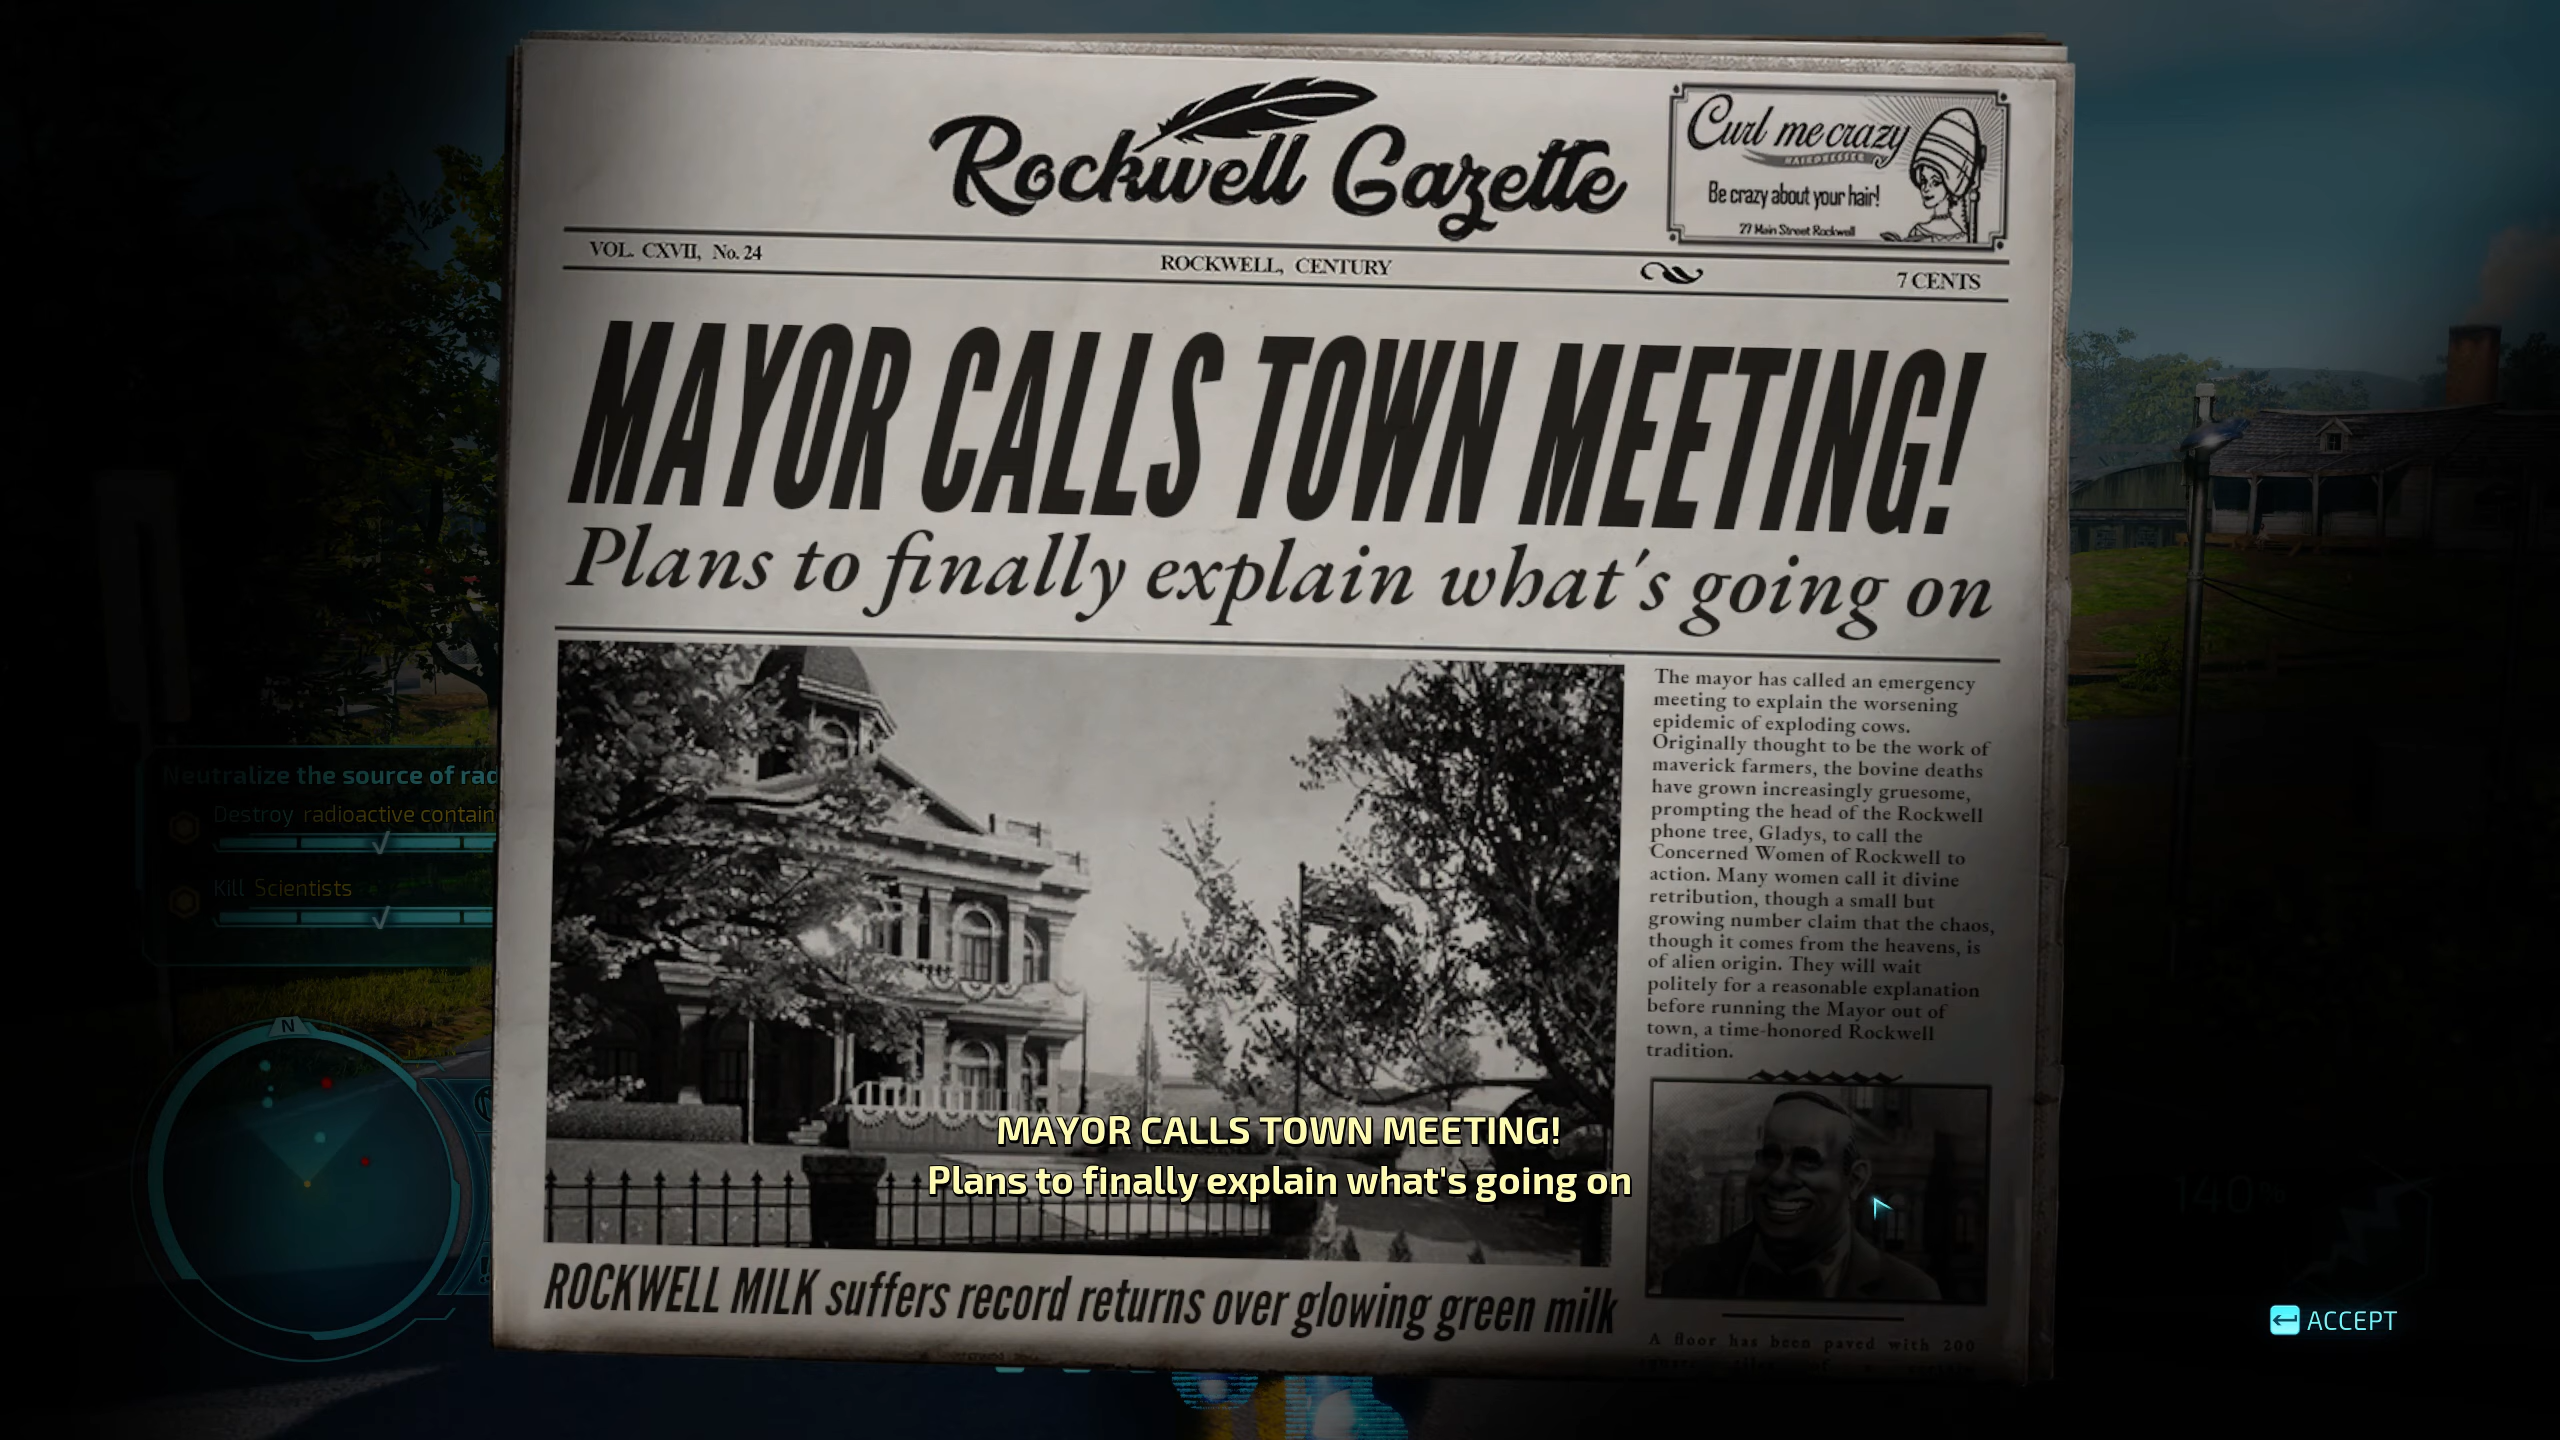 Rockwell Gazette
Curl me crazy
HAIRDRESSER
Be crazy about your hair!
27 Main Street Rockwell
VOL. CXVII, No. 24
ROCKWELL, CENTURY
7 CENTS
MAYOR CALLS TOWN MEETING!
Plans to finally explain what's going on
The mayor has called an emergency
meeting to explain the worsening
epidemic of exploding cows.
Originally thought to be the work of
maverick farmers, the bovine deaths
have grown increasingly gruesome,
prompting the head of the Rockwell
phone tree, Gladys, to call the
Concerned Women of Rockwell to
action. Many women call it divine
retribution, though a small but
growing number claim that the chaos,
though it comes from the heavens, is
of alien origin. They will wait
politely for a reasonable explanation
before running the Mayor out of
town, a time-honored Rockwell
tradition.
Neutralize the source of rad
Destroy radioactive contain
Kill Scientists
N
MAYOR CALLS TOWN MEETING!
Plans to finally explain what's going on
ROCKWELL MILK suffers record returns over glowing green milk
A floor has been paved with 200
140
ACCEPT